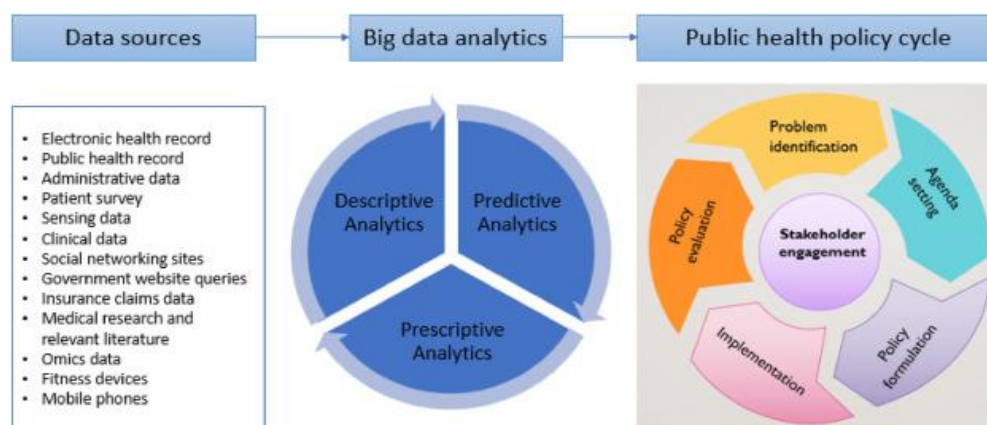 Data sources
Big data analytics
Public health policy cycle
• Electronic health record
• Public health record
• Administrative data
• Patient survey
• Sensing data
• Clinical data
• Social networking sites
• Government website queries
• Insurance claims data
• Medical research and
relevant literature
• Omics data
• Fitness devices
• Mobile phones
Descriptive
Analytics
Predictive
Analytics
Prescriptive
Analytics
Problem
identification
Agenda
setting
Policy
formulation
Implementation
Policy
evaluation
Stakeholder
engagement